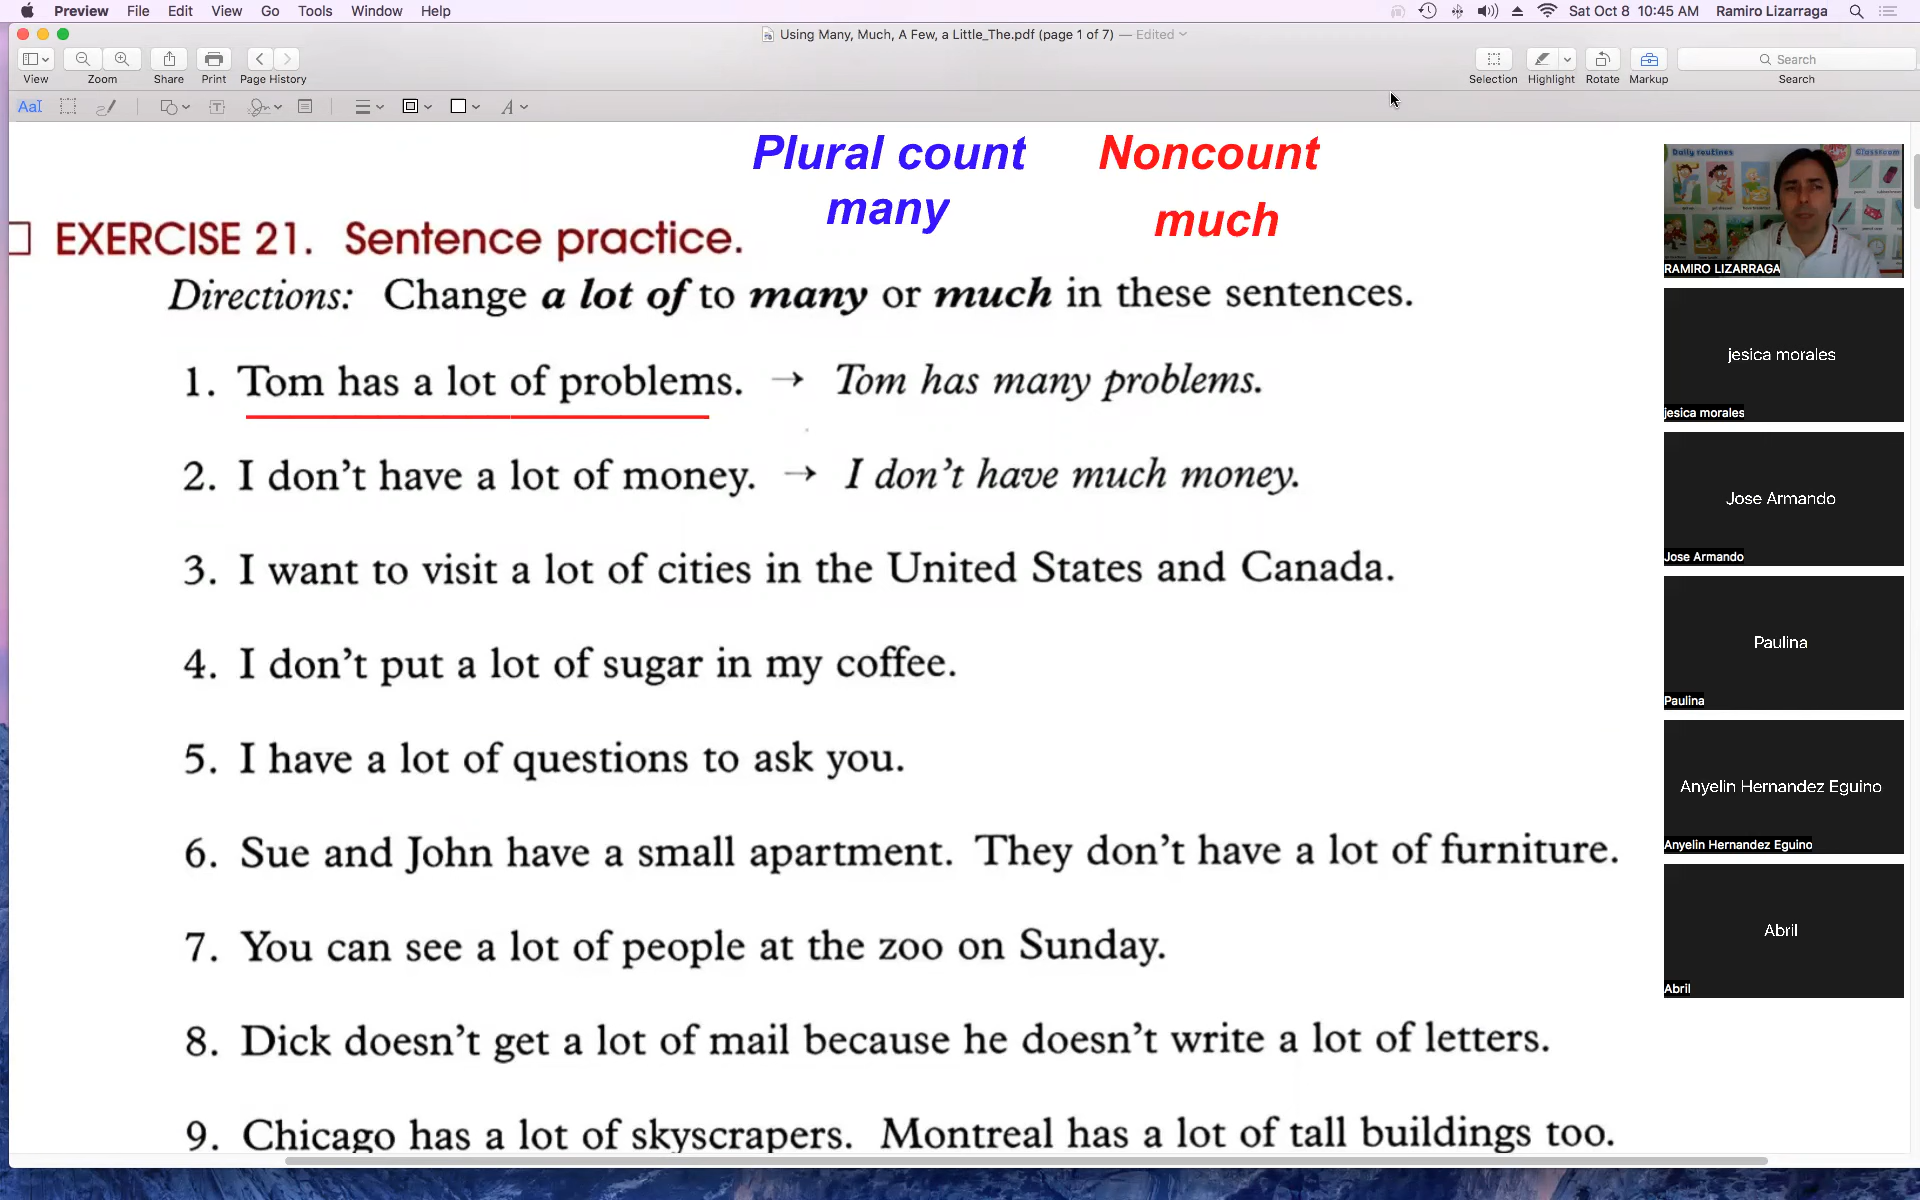 Preview File Edit View Go Tools Window Help Sat Oct 8 10:45 AM Ramiro Lizarraga
Using Many, Much, A Few, a Little_The.pdf (page 1 of 7) — Edited
View Zoom Share Print Page History Selection Highlight Rotate Markup Search
Search
AaI T A
Plural count Noncount
many much
EXERCISE 21. Sentence practice.
Directions: Change a lot of to many or much in these sentences.
1. Tom has a lot of problems. → Tom has many problems.
2. I don't have a lot of money. → I don't have much money.
3. I want to visit a lot of cities in the United States and Canada.
4. I don't put a lot of sugar in my coffee.
5. I have a lot of questions to ask you.
6. Sue and John have a small apartment. They don't have a lot of furniture.
7. You can see a lot of people at the zoo on Sunday.
8. Dick doesn't get a lot of mail because he doesn't write a lot of letters.
9. Chicago has a lot of skyscrapers. Montreal has a lot of tall buildings too.
Daily routines Classroom
RAMIRO LIZARRAGA
jesica morales
jesica morales
Jose Armando
Jose Armando
Paulina
Paulina
Anyelin Hernandez Eguino
Anyelin Hernandez Eguino
Abril
Abril